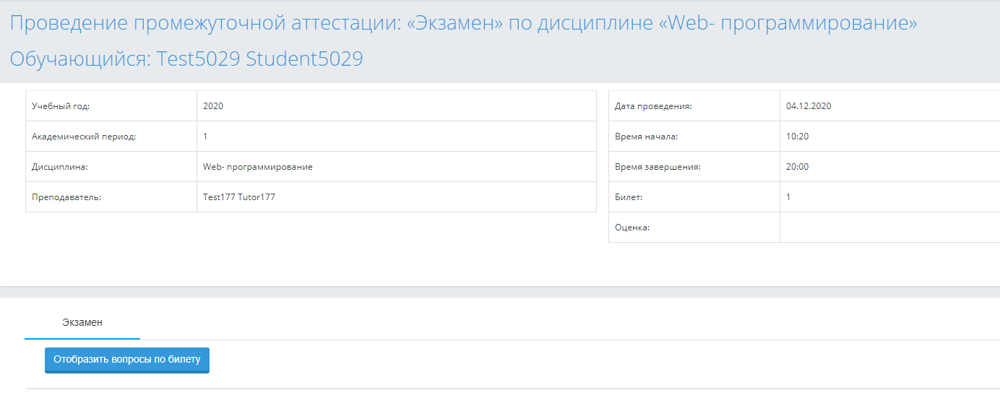 Проведение промежуточной аттестации: «Экзамен» по дисциплине «Web- программирование»
Обучающийся: Test5029 Student5029
Учебный год: 2020
Академический период: 1
Дисциплина: Web- программирование
Преподаватель: Test177 Tutor177
Дата проведения: 04.12.2020
Время начала: 10:20
Время завершения: 20:00
Билет: 1
Оценка:
Экзамен
Отобразить вопросы по билету